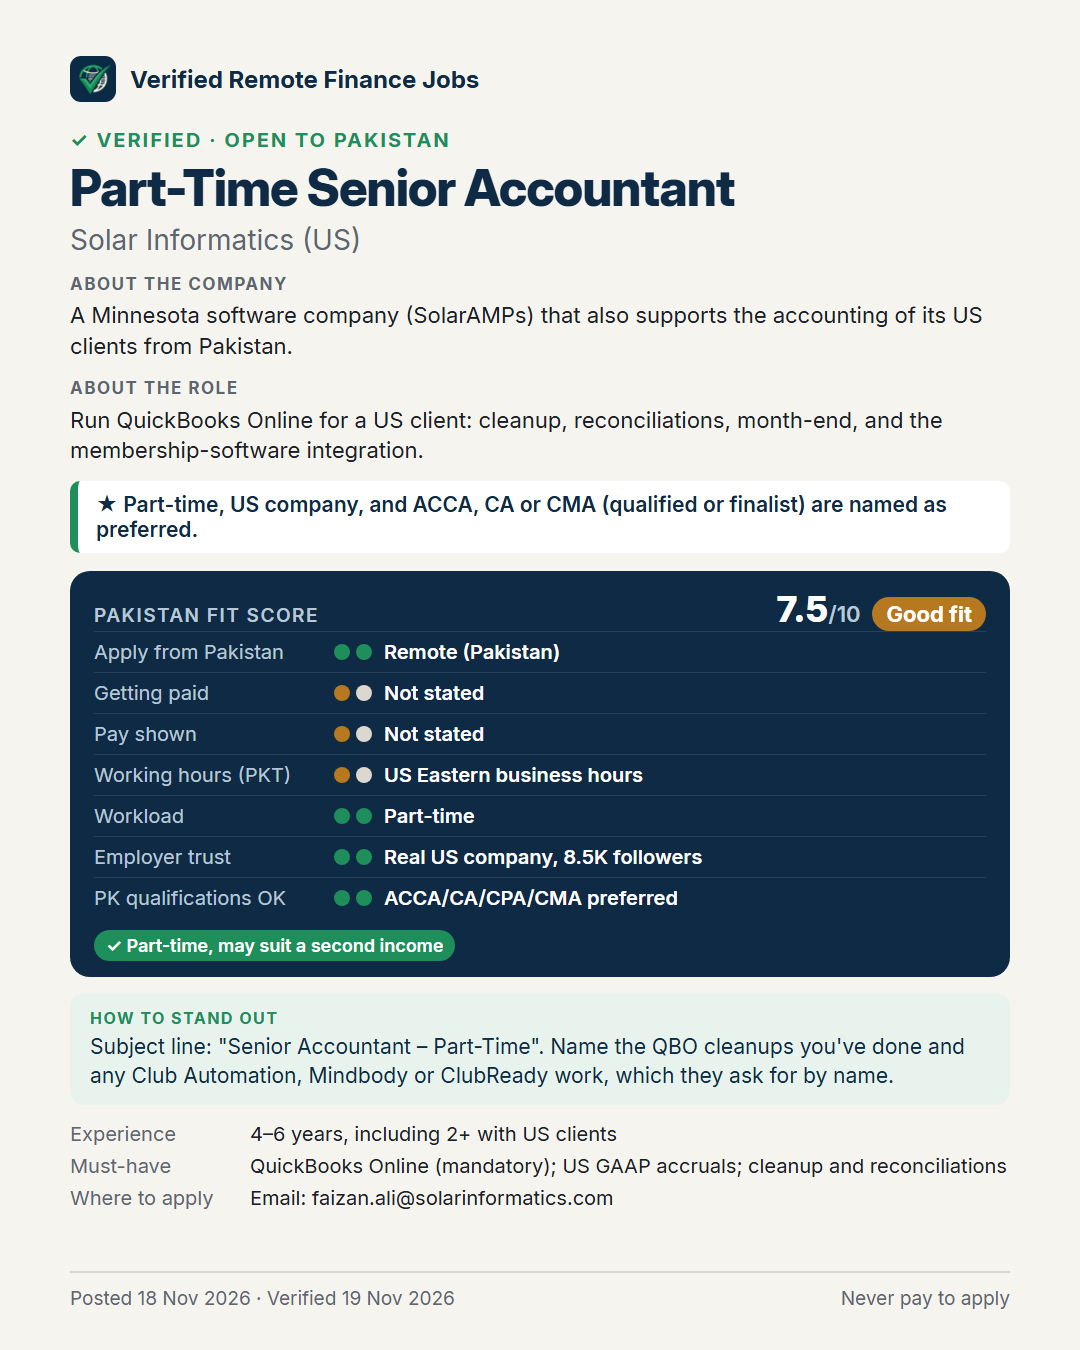 Verified Remote Finance Jobs
✓ VERIFIED · OPEN TO PAKISTAN
Part-Time Senior Accountant
Solar Informatics (US)
ABOUT THE COMPANY
A Minnesota software company (SolarAMPs) that also supports the accounting of its US
clients from Pakistan.
ABOUT THE ROLE
Run QuickBooks Online for a US client: cleanup, reconciliations, month-end, and the
membership-software integration.
★ Part-time, US company, and ACCA, CA or CMA (qualified or finalist) are named as
preferred.
PAKISTAN FIT SCORE 7.5/10 Good fit
Apply from Pakistan Remote (Pakistan)
Getting paid Not stated
Pay shown Not stated
Working hours (PKT) US Eastern business hours
Workload Part-time
Employer trust Real US company, 8.5K followers
PK qualifications OK ACCA/CA/CPA/CMA preferred
✓ Part-time, may suit a second income
HOW TO STAND OUT
Subject line: "Senior Accountant – Part-Time". Name the QBO cleanups you've done and
any Club Automation, Mindbody or ClubReady work, which they ask for by name.
Experience 4–6 years, including 2+ with US clients
Must-have QuickBooks Online (mandatory); US GAAP accruals; cleanup and reconciliations
Where to apply Email: faizan.ali@solarinformatics.com
Posted 18 Nov 2026 · Verified 19 Nov 2026 Never pay to apply